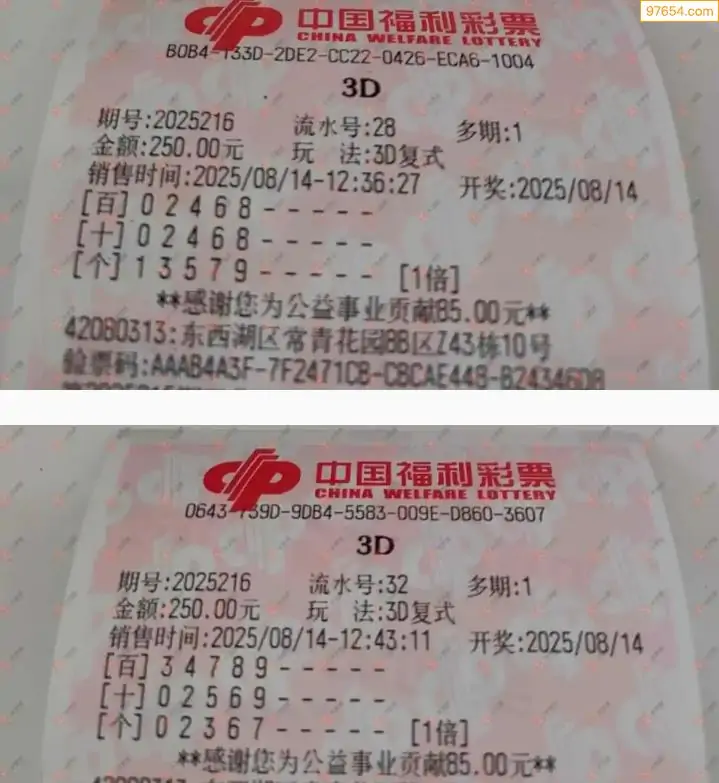 97654.com
中国福利彩票
CHINA WELFARE LOTTERY
B0B4-133D-2DE2-CC22-0426-ECA6-1004
3D
期号:2025216 流水号:28 多期:1
金额:250.00元 玩 法:3D复式
销售时间:2025/08/14-12:36:27 开奖:2025/08/14
[百]0 2 4 6 8 - - - - -
[十]0 2 4 6 8 - - - - -
[个]1 3 5 7 9 - - - - - [1倍]
**感谢您为公益事业贡献85.00元**
42080313:东西湖区常青花园8B区Z43栋10号
验票码:AAAB4A3F-7F2471CB-CBCAE448-B24346D8
中国福利彩票
CHINA WELFARE LOTTERY
0643-739D-9DB4-5583-009E-D860-3607
3D
期号:2025216 流水号:32 多期:1
金额:250.00元 玩 法:3D复式
销售时间:2025/08/14-12:43:11 开奖:2025/08/14
[百]3 4 7 8 9 - - - - -
[十]0 2 5 6 9 - - - - -
[个]0 2 3 6 7 - - - - - [1倍]
**感谢您为公益事业贡献85.00元**